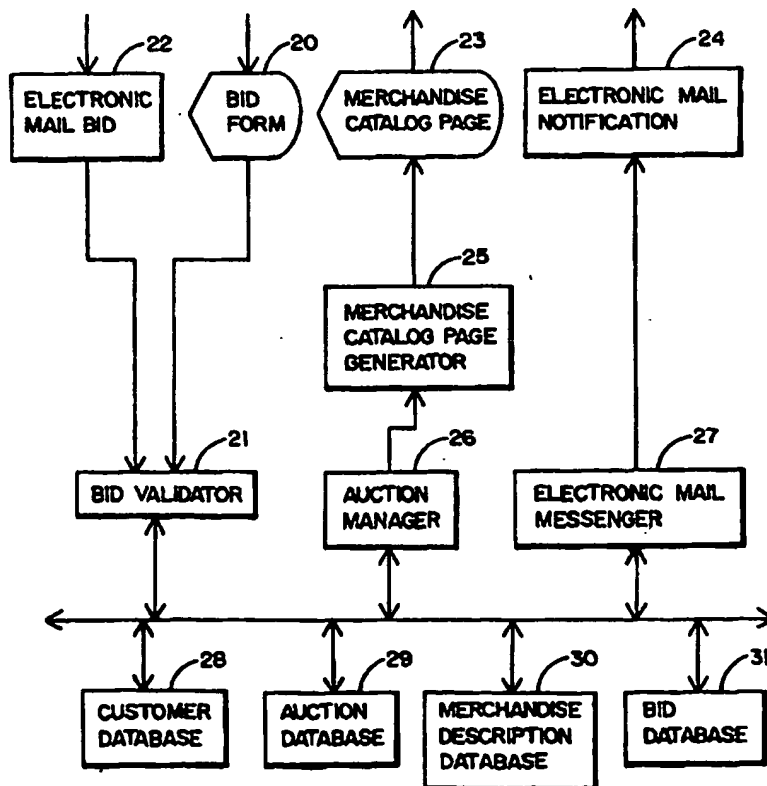 22
20
23
24
ELECTRONIC
MAIL BID
BID
FORM
MERCHANDISE
CATALOG PAGE
ELECTRONIC MAIL
NOTIFICATION
25
MERCHANDISE
CATALOG PAGE
GENERATOR
21
26
27
BID VALIDATOR
AUCTION
MANAGER
ELECTRONIC MAIL
MESSENGER
28
29
30
31
CUSTOMER
DATABASE
AUCTION
DATABASE
MERCHANDISE
DESCRIPTION
DATABASE
BID
DATABASE